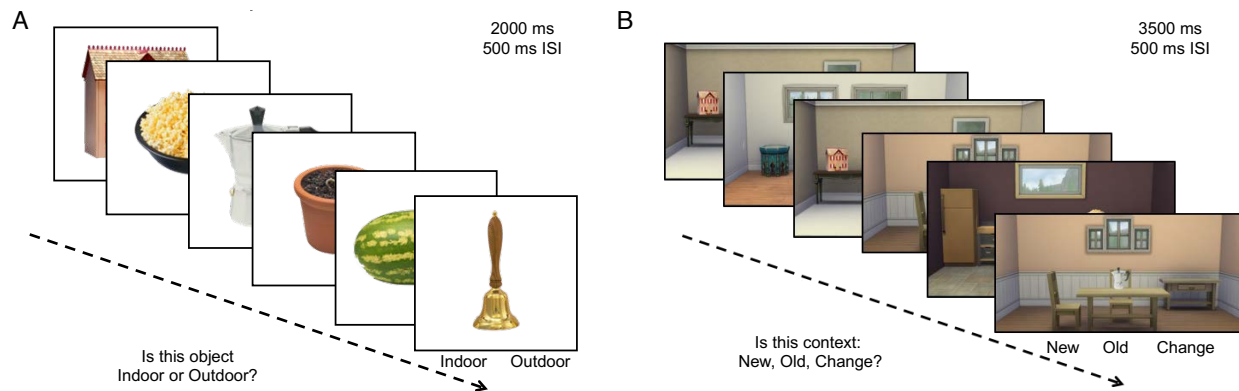 A
2000 ms
500 ms ISI
Is this object
Indoor or Outdoor?
Indoor Outdoor
B
3500 ms
500 ms ISI
Is this context:
New, Old, Change?
New Old Change